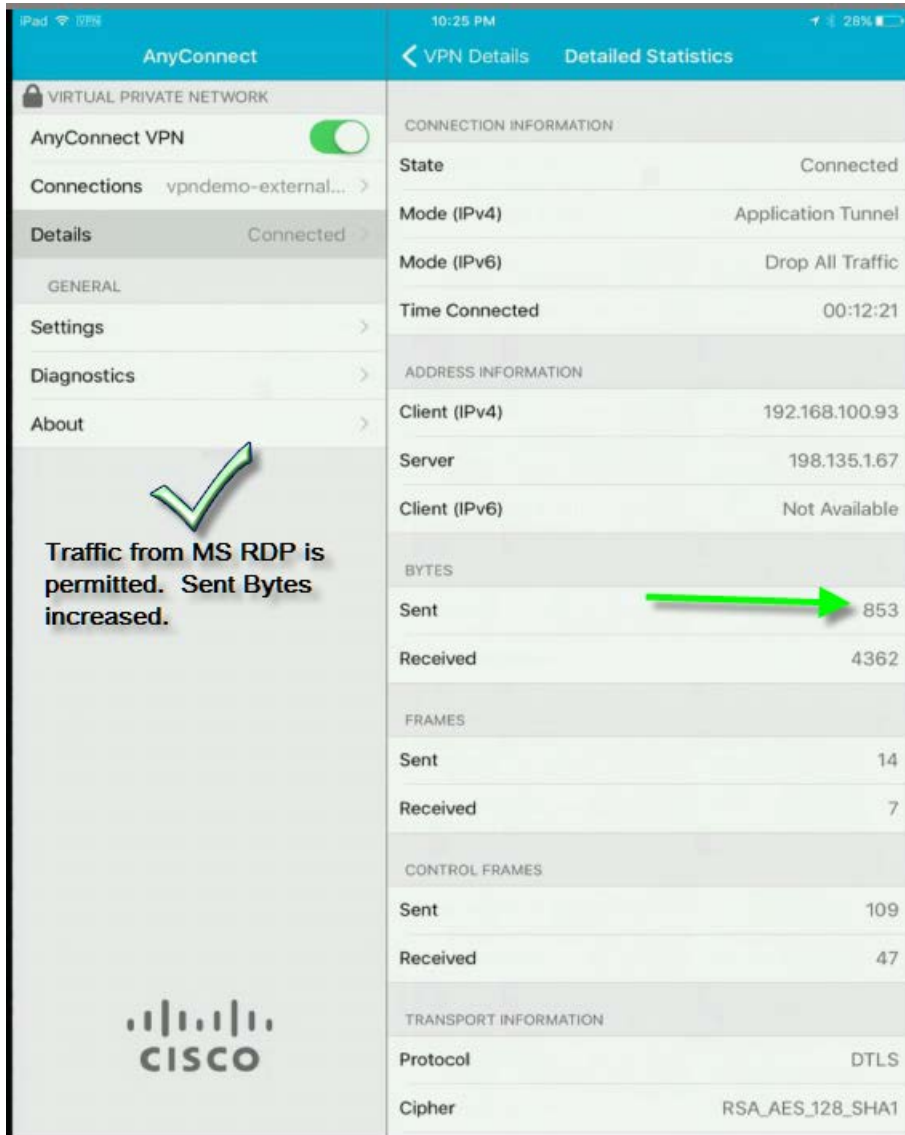 iPad VPN 10:25 PM 28%
AnyConnect
VIRTUAL PRIVATE NETWORK
AnyConnect VPN
Connections vpndemo-external...
Details Connected
GENERAL
Settings
Diagnostics
About
Traffic from MS RDP is
permitted. Sent Bytes
increased.
CISCO
VPN Details Detailed Statistics
CONNECTION INFORMATION
State Connected
Mode (IPv4) Application Tunnel
Mode (IPv6) Drop All Traffic
Time Connected 00:12:21
ADDRESS INFORMATION
Client (IPv4) 192.168.100.93
Server 198.135.1.67
Client (IPv6) Not Available
BYTES
Sent 853
Received 4362
FRAMES
Sent 14
Received 7
CONTROL FRAMES
Sent 109
Received 47
TRANSPORT INFORMATION
Protocol DTLS
Cipher RSA_AES_128_SHA1